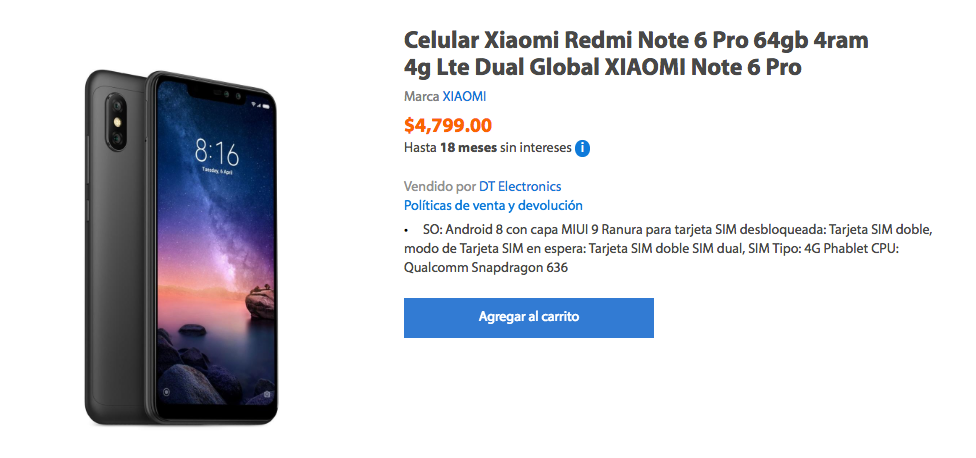 Celular Xiaomi Redmi Note 6 Pro 64gb 4ram
4g Lte Dual Global XIAOMI Note 6 Pro
Marca XIAOMI
$4,799.00
Hasta 18 meses sin intereses i
Vendido por DT Electronics
Políticas de venta y devolución
• SO: Android 8 con capa MIUI 9 Ranura para tarjeta SIM desbloqueada: Tarjeta SIM doble,
modo de Tarjeta SIM en espera: Tarjeta SIM doble SIM dual, SIM Tipo: 4G Phablet CPU:
Qualcomm Snapdragon 636
Agregar al carrito
8:16
Tuesday, 5 April